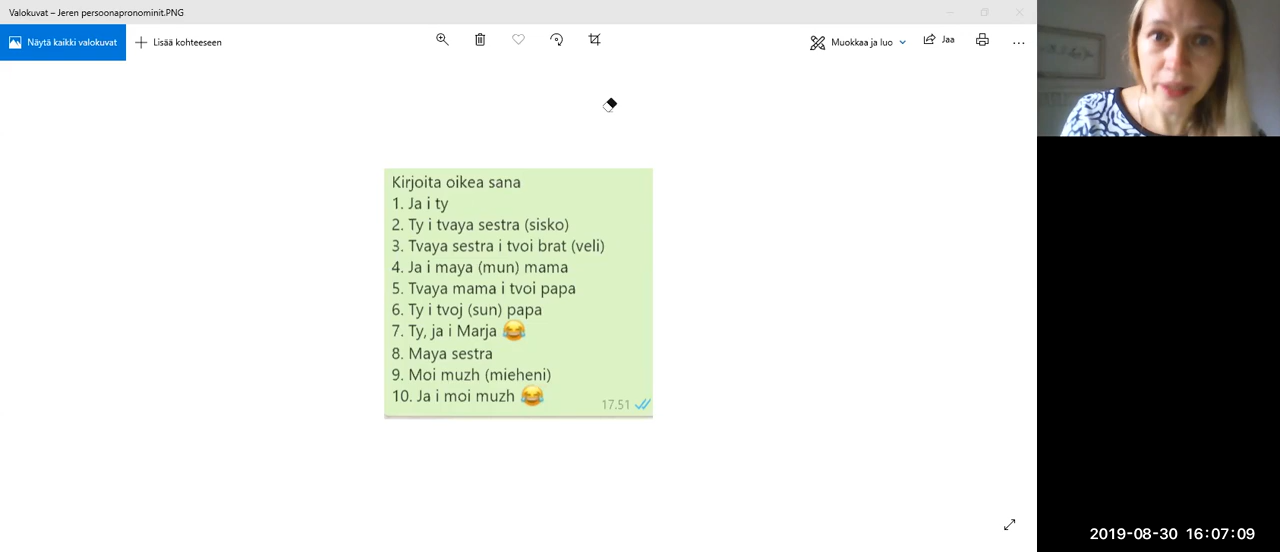 Valokuvat – Jeren persoonapronominit.PNG
Näytä kaikki valokuvat
Lisää kohteeseen
Muokkaa ja luo
Jaa
Kirjoita oikea sana
1. Ja i ty
2. Ty i tvaya sestra (sisko)
3. Tvaya sestra i tvoi brat (veli)
4. Ja i maya (mun) mama
5. Tvaya mama i tvoi papa
6. Ty i tvoj (sun) papa
7. Ty, ja i Marja 😂
8. Maya sestra
9. Moi muzh (mieheni)
10. Ja i moi muzh 😂
17.51
2019-08-30 16:07:09